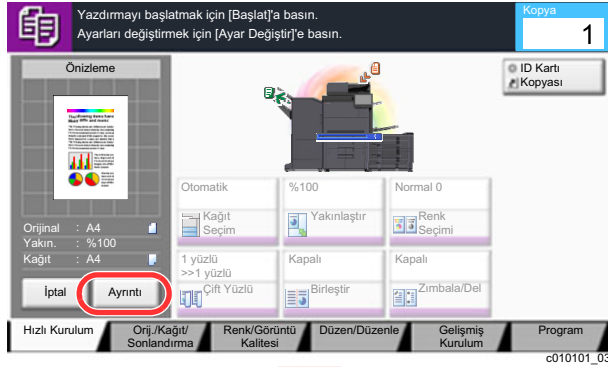 Yazdırmayı başlatmak için [Başlat]'a basın.
Ayarları değiştirmek için [Ayar Değiştir]'e basın.
Kopya
1
Önizleme
Orijinal : A4
Yakın. : %100
Kağıt : A4
İptal
Ayrıntı
ID Kartı
Kopyası
Otomatik
Kağıt
Seçim
%100
Yakınlaştır
Normal 0
Renk
Seçimi
1 yüzlü
>>1 yüzlü
Çift Yüzlü
Kapalı
Birleştir
Kapalı
Zımbala/Del
Hızlı Kurulum
Orij./Kağıt/
Sonlandırma
Renk/Görüntü
Kalitesi
Düzen/Düzenle
Gelişmiş
Kurulum
Program
c010101_03